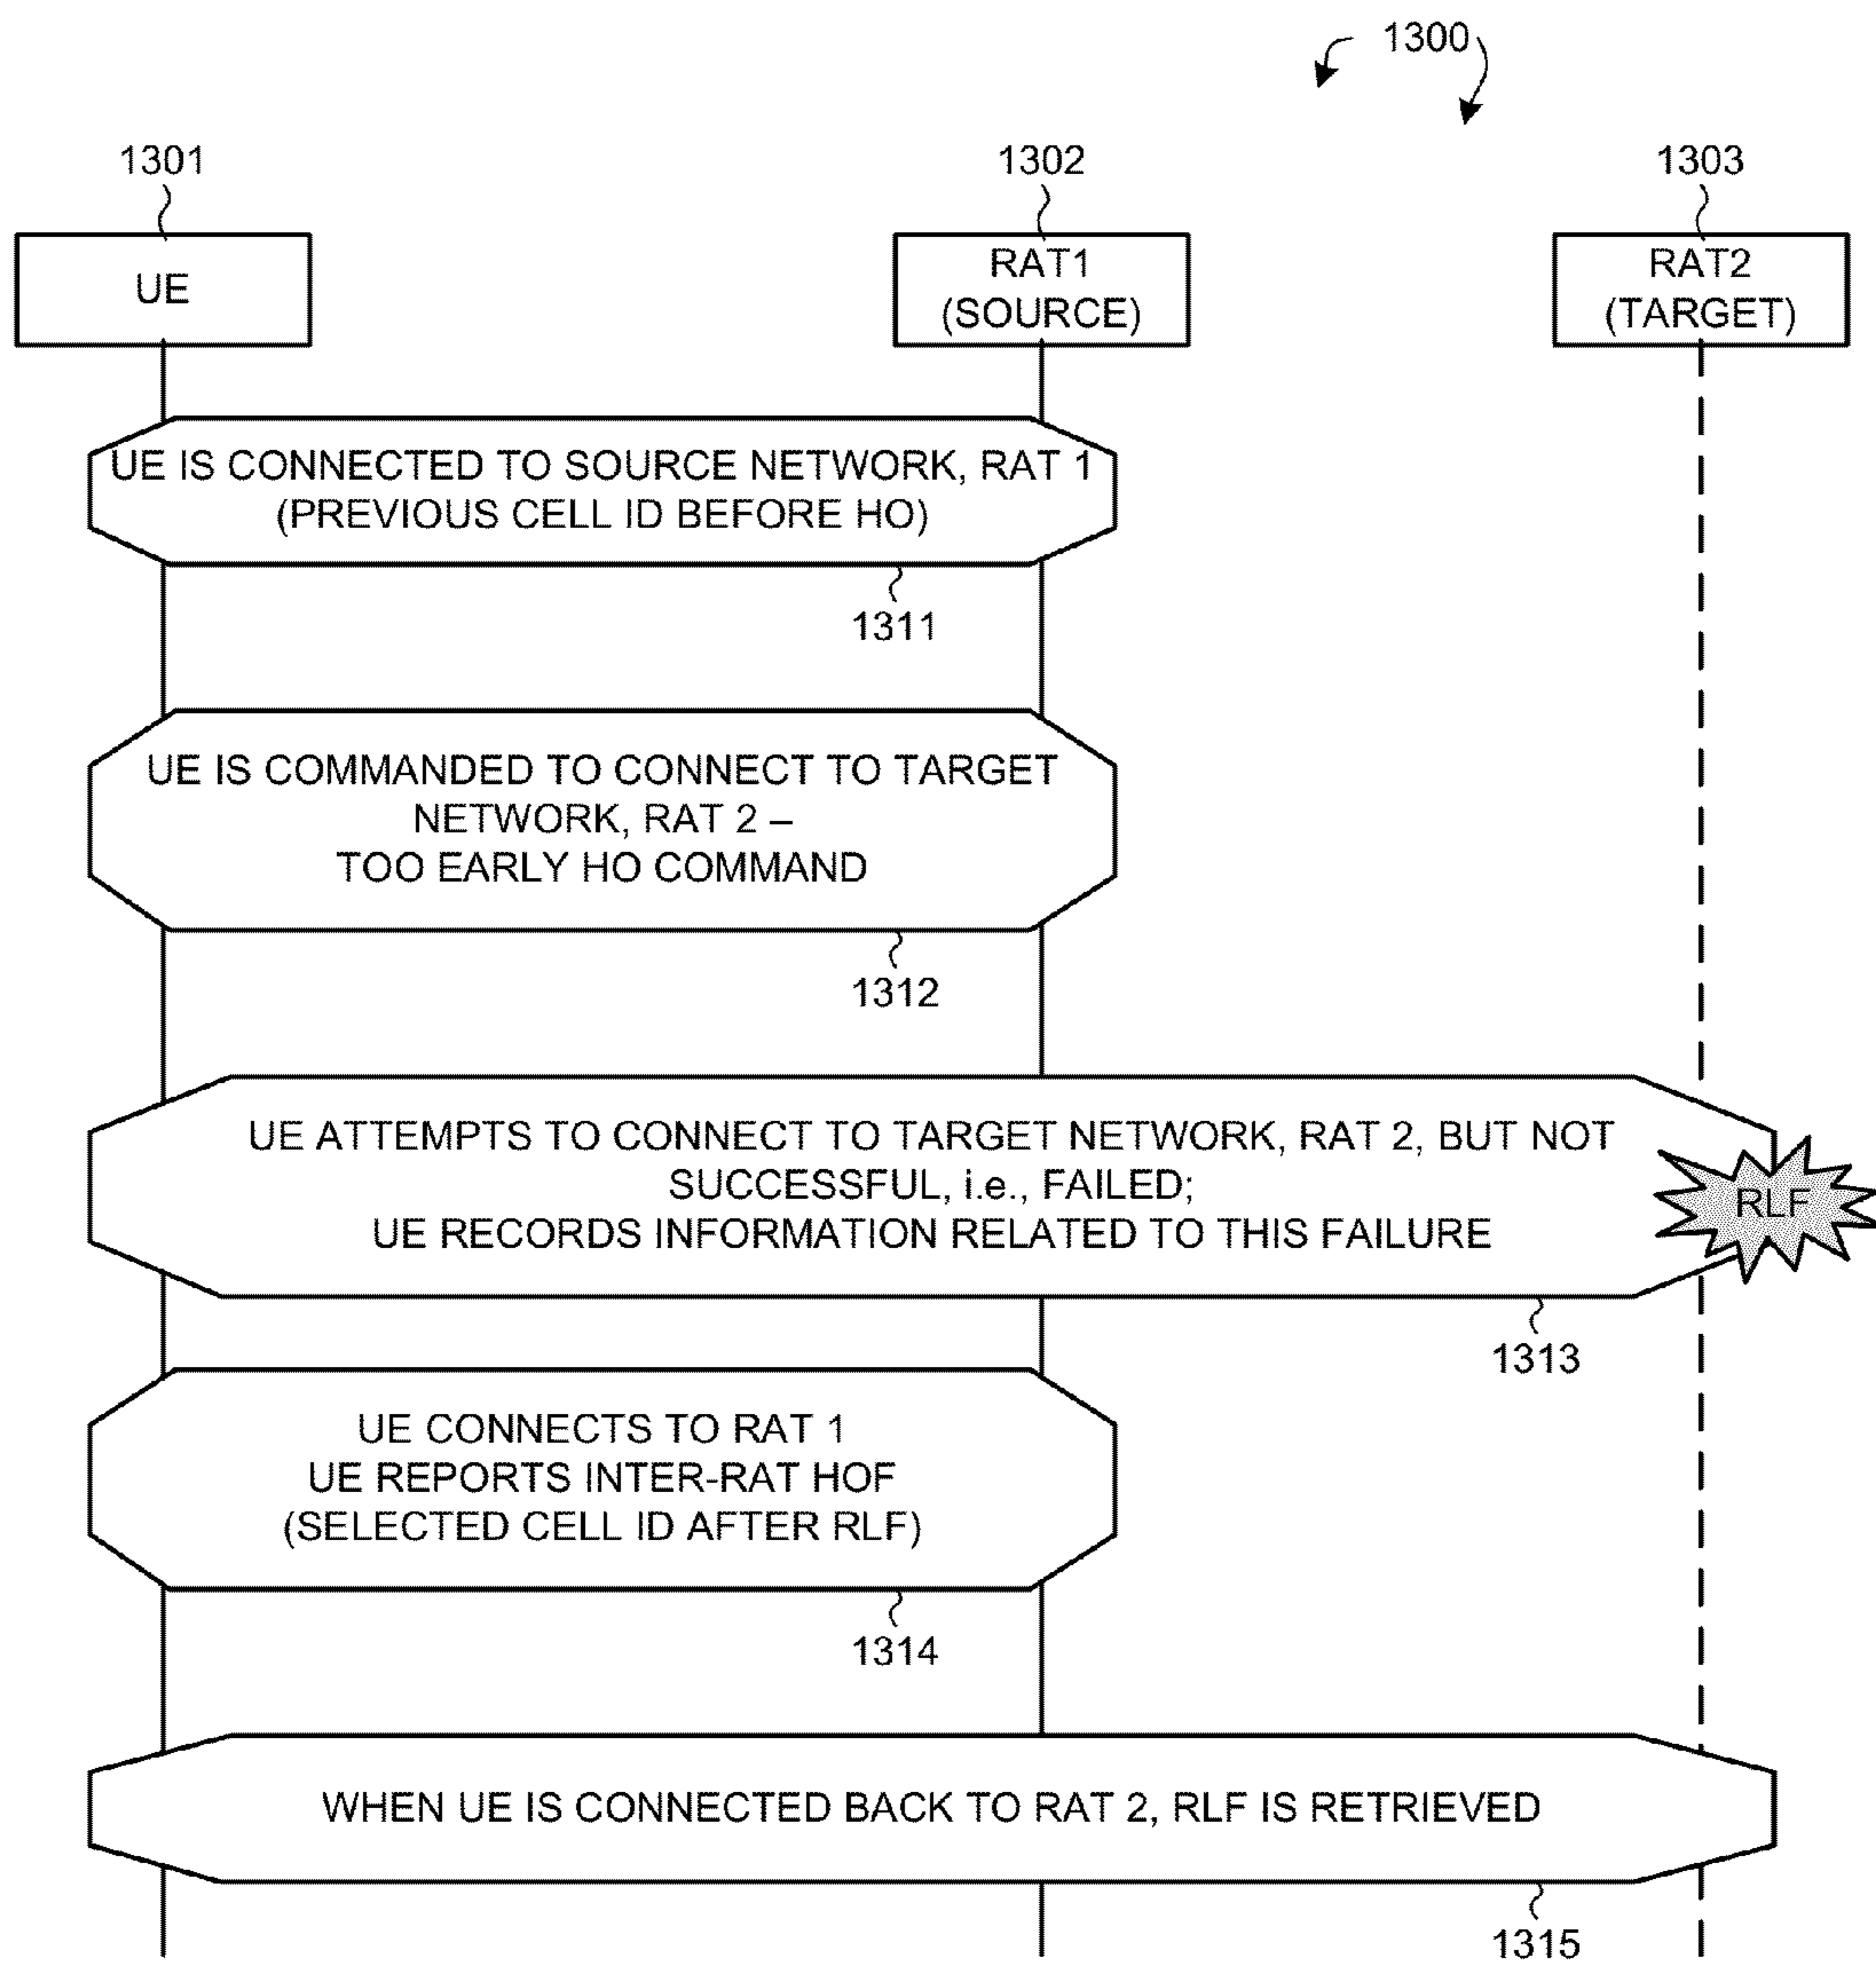 1300
1301
1302
1303
UE
RAT1
(SOURCE)
RAT2
(TARGET)
UE IS CONNECTED TO SOURCE NETWORK, RAT 1
(PREVIOUS CELL ID BEFORE HO)
1311
UE IS COMMANDED TO CONNECT TO TARGET
NETWORK, RAT 2 –
TOO EARLY HO COMMAND
1312
UE ATTEMPTS TO CONNECT TO TARGET NETWORK, RAT 2, BUT NOT
SUCCESSFUL, i.e., FAILED;
UE RECORDS INFORMATION RELATED TO THIS FAILURE
RLF
1313
UE CONNECTS TO RAT 1
UE REPORTS INTER-RAT HOF
(SELECTED CELL ID AFTER RLF)
1314
WHEN UE IS CONNECTED BACK TO RAT 2, RLF IS RETRIEVED
1315